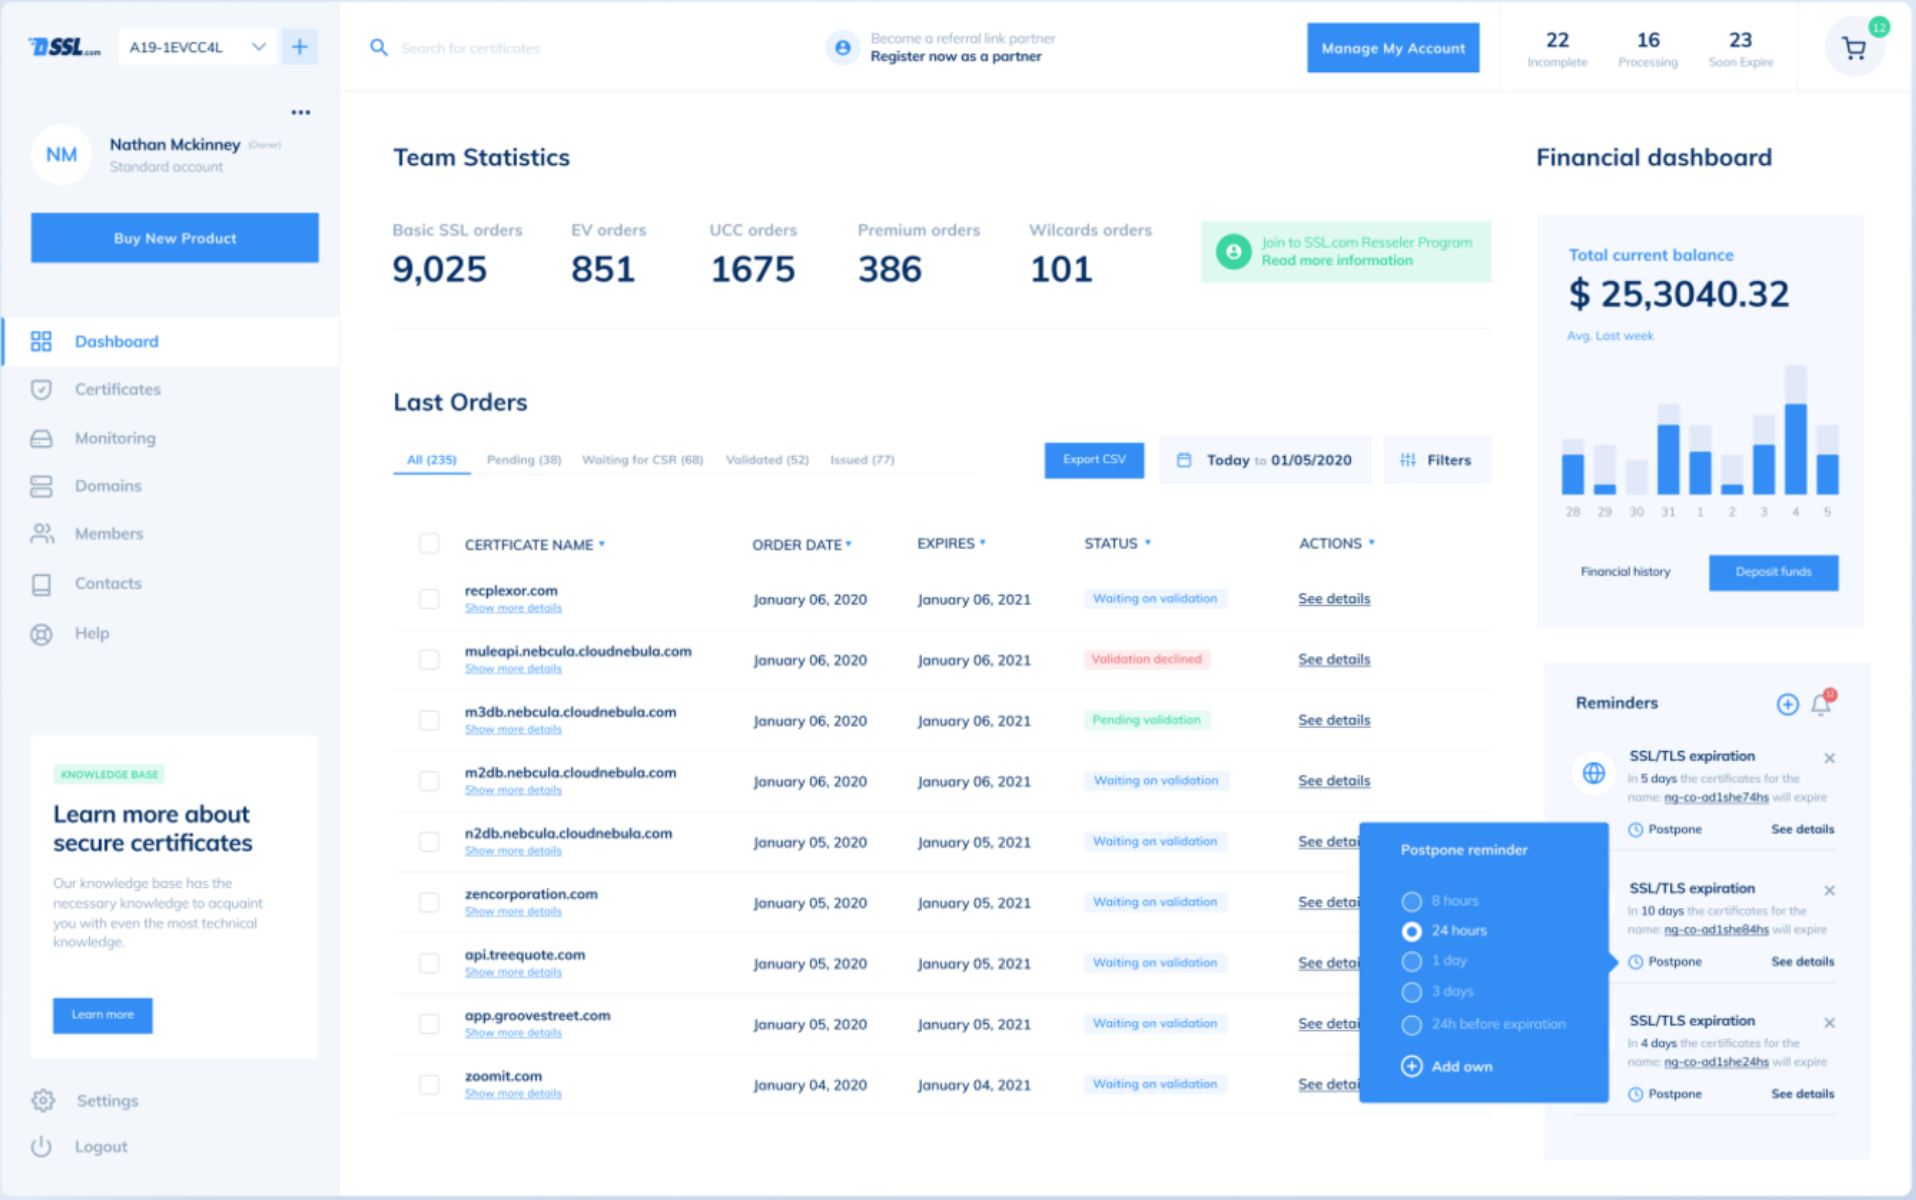 SSL.com
A19-1EVCC4L
Search for certificates
Become a referral link partner
Register now as a partner
Manage My Account
22
Incomplete
16
Processing
23
Soon Expire
12
NM
Nathan Mckinney (Owner)
Standard account
Buy New Product
Dashboard
Certificates
Monitoring
Domains
Members
Contacts
Help
KNOWLEDGE BASE
Learn more about
secure certificates
Our knowledge base has the
necessary knowledge to acquaint
you with even the most technical
knowledge.
Learn more
Settings
Logout
Team Statistics
Basic SSL orders
9,025
EV orders
851
UCC orders
1675
Premium orders
386
Wilcards orders
101
Join to SSL.com Resseler Program
Read more information
Last Orders
All (235) Pending (38) Waiting for CSR (68) Validated (52) Issued (77)
Export CSV
Today to 01/05/2020
Filters
CERTFICATE NAME ORDER DATE EXPIRES STATUS ACTIONS
recplexor.com
Show more details
January 06, 2020 January 06, 2021 Waiting on validation See details
muleapi.nebcula.cloudnebula.com
Show more details
January 06, 2020 January 06, 2021 Validation declined See details
m3db.nebcula.cloudnebula.com
Show more details
January 06, 2020 January 06, 2021 Pending validation See details
m2db.nebcula.cloudnebula.com
Show more details
January 06, 2020 January 06, 2021 Waiting on validation See details
n2db.nebcula.cloudnebula.com
Show more details
January 05, 2020 January 05, 2021 Waiting on validation See detai
zencorporation.com
Show more details
January 05, 2020 January 05, 2021 Waiting on validation See detai
api.treequote.com
Show more details
January 05, 2020 January 05, 2021 Waiting on validation See detai
app.groovestreet.com
Show more details
January 05, 2020 January 05, 2021 Waiting on validation See detai
zoomit.com
Show more details
January 04, 2020 January 04, 2021 Waiting on validation See detai
Financial dashboard
Total current balance
$ 25,3040.32
Avg. Last week
28 29 30 31 1 2 3 4 5
Financial history
Deposit funds
Reminders
12
SSL/TLS expiration
In 5 days the certificates for the
name: ng-co-ad1she74hs will expire
Postpone See details
SSL/TLS expiration
In 10 days the certificates for the
name: ng-co-ad1she84hs will expire
Postpone See details
SSL/TLS expiration
In 4 days the certificates for the
name: ng-co-ad1she24hs will expire
Postpone See details
Postpone reminder
8 hours
24 hours
1 day
3 days
24h before expiration
Add own